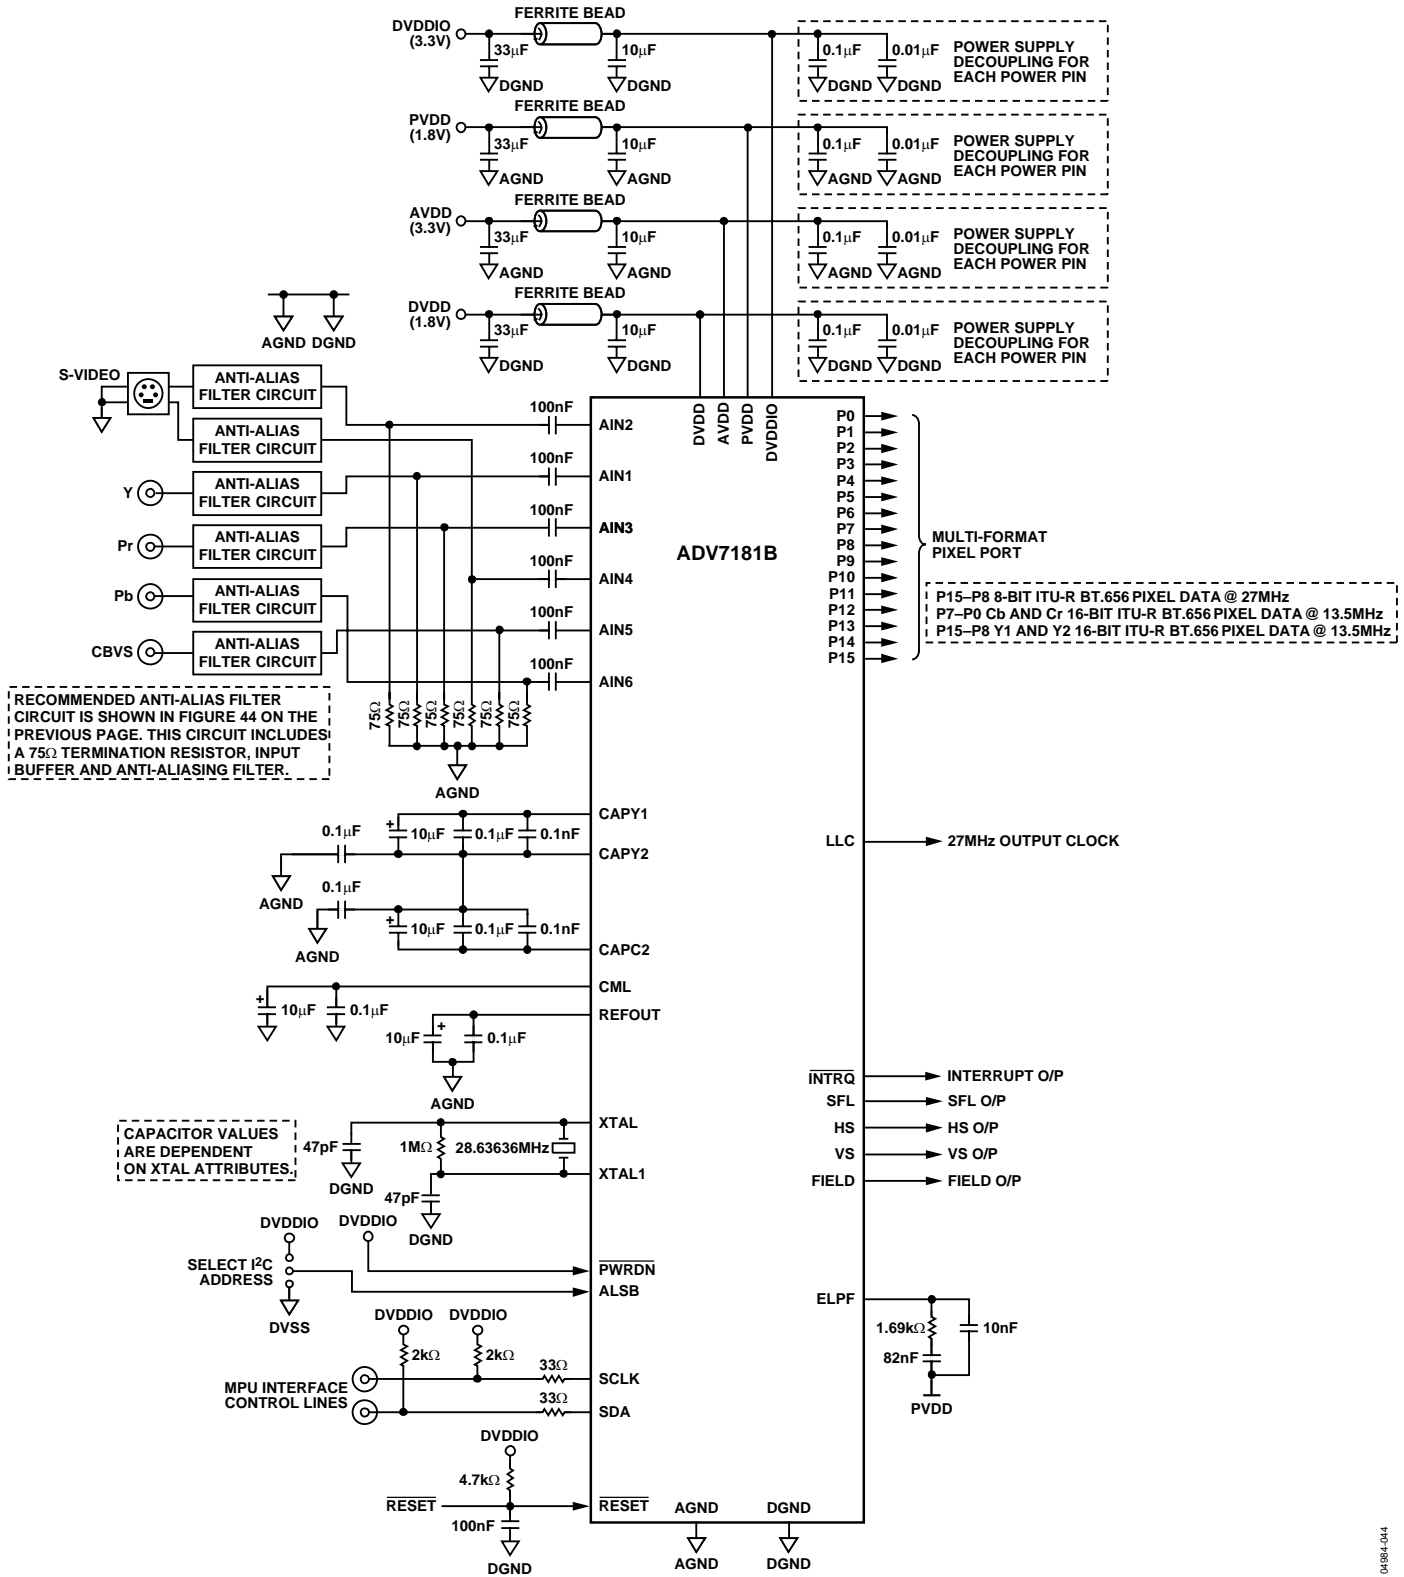 FERRITE BEAD
DVDDIO
(3.3V)
33μF
10μF
0.1μF
0.01μF
DGND
DGND
DGND
DGND
POWER SUPPLY
DECOUPLING FOR
EACH POWER PIN
FERRITE BEAD
PVDD
(1.8V)
33μF
10μF
0.1μF
0.01μF
AGND
AGND
AGND
AGND
POWER SUPPLY
DECOUPLING FOR
EACH POWER PIN
FERRITE BEAD
AVDD
(3.3V)
33μF
10μF
0.1μF
0.01μF
AGND
AGND
AGND
AGND
POWER SUPPLY
DECOUPLING FOR
EACH POWER PIN
FERRITE BEAD
DVDD
(1.8V)
33μF
10μF
0.1μF
0.01μF
DGND
DGND
DGND
DGND
POWER SUPPLY
DECOUPLING FOR
EACH POWER PIN
AGND DGND
S-VIDEO
ANTI-ALIAS
FILTER CIRCUIT
ANTI-ALIAS
FILTER CIRCUIT
Y
ANTI-ALIAS
FILTER CIRCUIT
Pr
ANTI-ALIAS
FILTER CIRCUIT
Pb
ANTI-ALIAS
FILTER CIRCUIT
CBVS
ANTI-ALIAS
FILTER CIRCUIT
100nF
AIN2
100nF
AIN1
100nF
AIN3
100nF
AIN4
100nF
AIN5
100nF
AIN6
75Ω
75Ω
75Ω
75Ω
75Ω
75Ω
AGND
RECOMMENDED ANTI-ALIAS FILTER
CIRCUIT IS SHOWN IN FIGURE 44 ON THE
PREVIOUS PAGE. THIS CIRCUIT INCLUDES
A 75Ω TERMINATION RESISTOR, INPUT
BUFFER AND ANTI-ALIASING FILTER.
DVDD
AVDD
PVDD
DVDDIO
ADV7181B
P0
P1
P2
P3
P4
P5
P6
P7
P8
P9
P10
P11
P12
P13
P14
P15
MULTI-FORMAT
PIXEL PORT
P15–P8 8-BIT ITU-R BT.656 PIXEL DATA @ 27MHz
P7–P0 Cb AND Cr 16-BIT ITU-R BT.656 PIXEL DATA @ 13.5MHz
P15–P8 Y1 AND Y2 16-BIT ITU-R BT.656 PIXEL DATA @ 13.5MHz
CAPY1
0.1μF
+
10μF
0.1μF
0.1nF
CAPY2
AGND
0.1μF
+
10μF
0.1μF
0.1nF
AGND
CAPC2
LLC
27MHz OUTPUT CLOCK
CML
+
10μF
0.1μF
REFOUT
10μF
+
0.1μF
AGND
INTRQ
INTERRUPT O/P
SFL
SFL O/P
HS
HS O/P
VS
VS O/P
FIELD
FIELD O/P
CAPACITOR VALUES
ARE DEPENDENT
ON XTAL ATTRIBUTES.
XTAL
47pF
1MΩ
28.63636MHz
DGND
XTAL1
47pF
DGND
DVDDIO
DVDDIO
SELECT I²C
ADDRESS
DVSS
PWRDN
ALSB
ELPF
1.69kΩ
10nF
82nF
PVDD
DVDDIO
DVDDIO
2kΩ
2kΩ
MPU INTERFACE
CONTROL LINES
33Ω
SCLK
33Ω
SDA
DVDDIO
4.7kΩ
RESET
RESET
100nF
DGND
AGND
DGND
AGND
DGND
04984-044